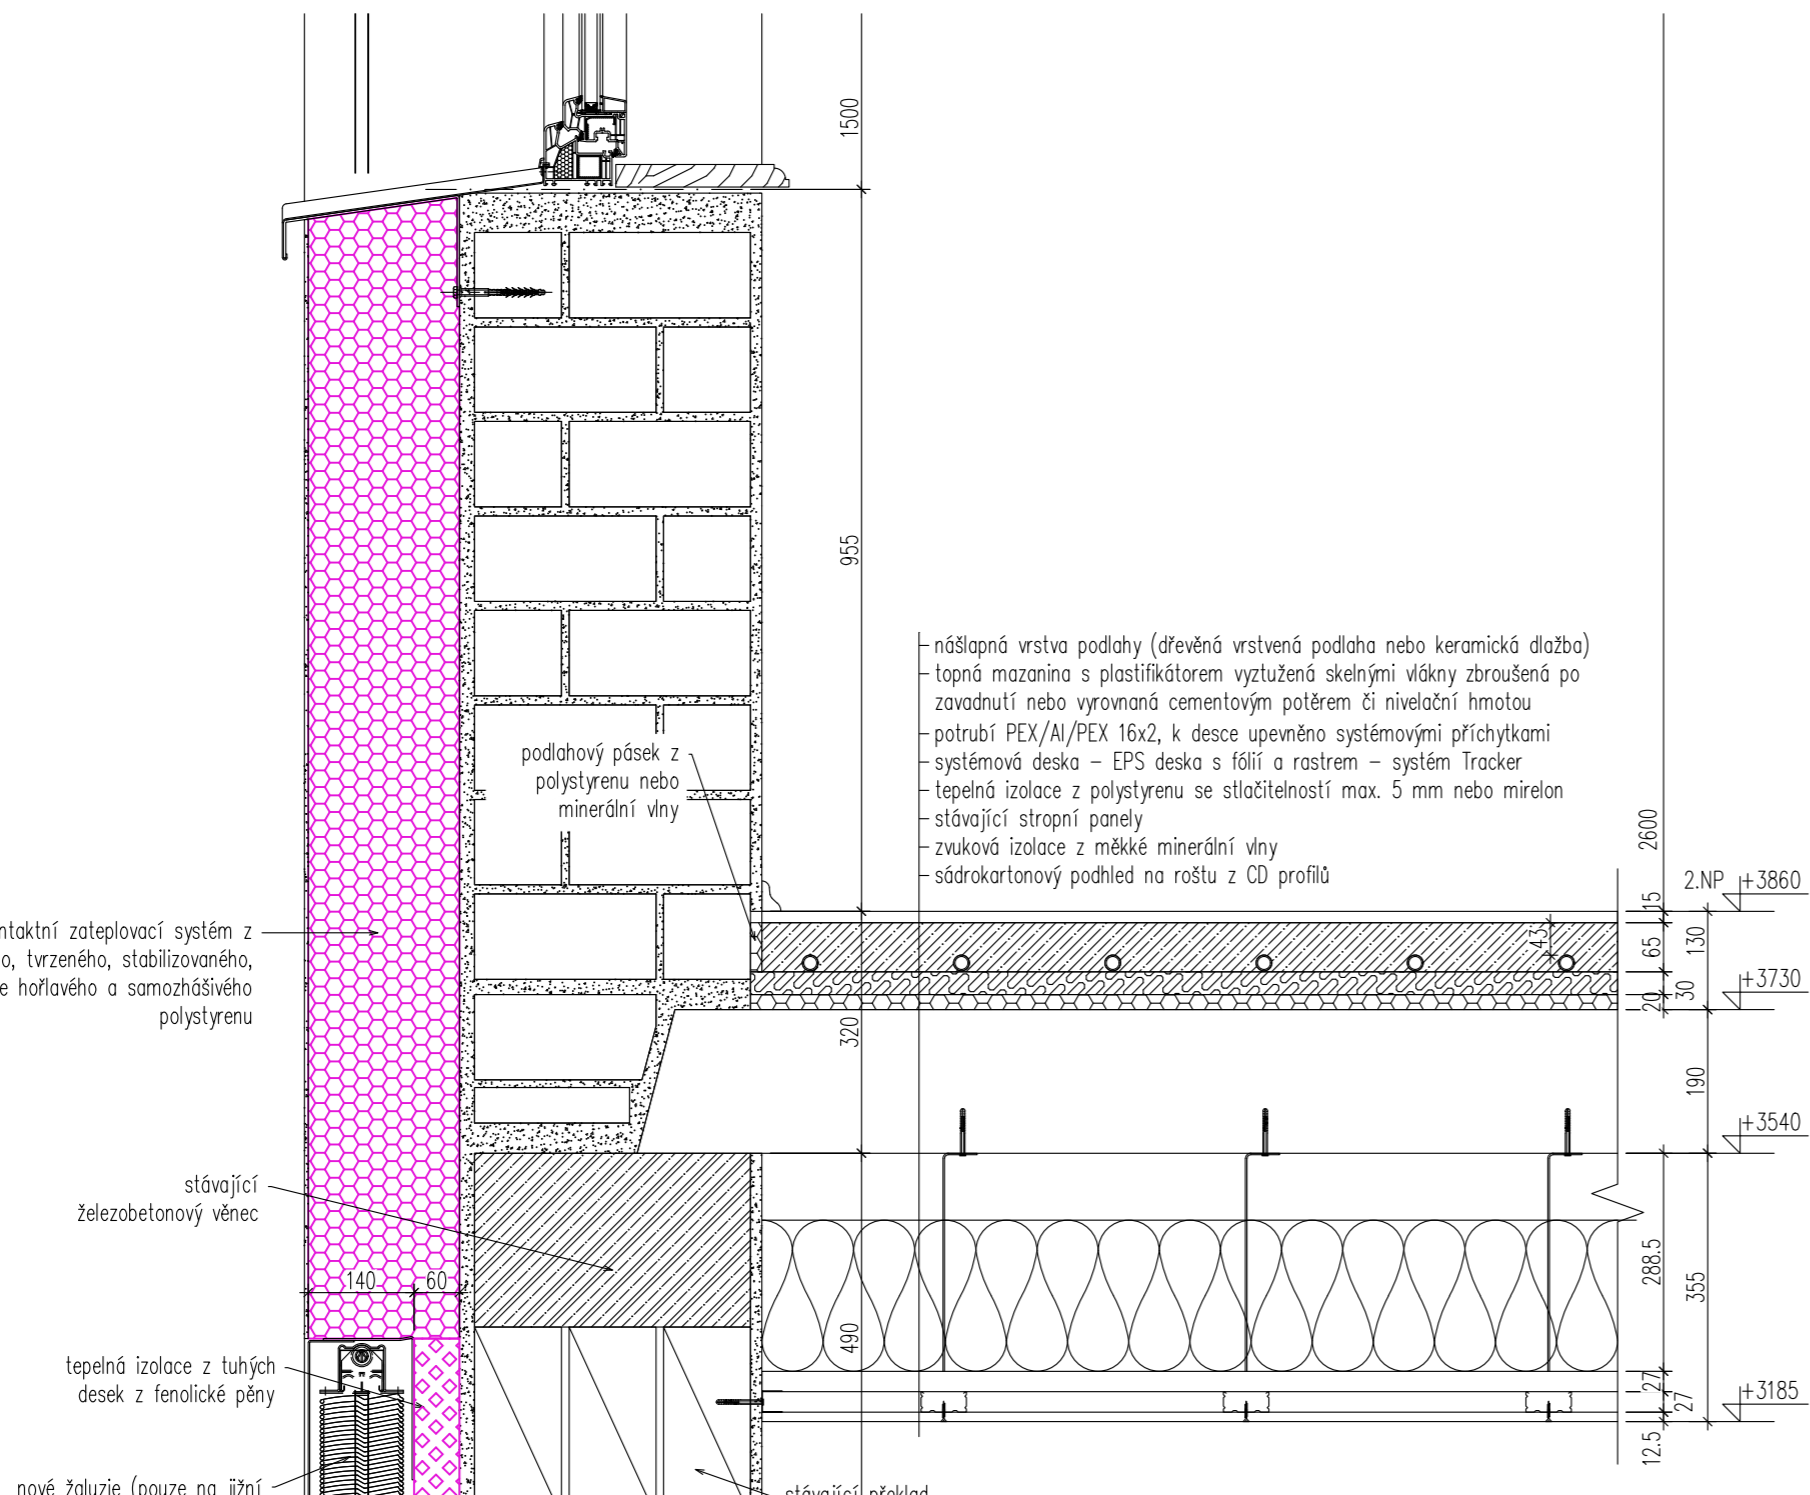 1500
955
nášlapná vrstva podlahy (dřevěná vrstvená podlaha nebo keramická dlažba)
topná mazanina s plastifikátorem vyztužená skelnými vlákny zbroušená po
zavadnutí nebo vyrovnaná cementovým potěrem či nivelační hmotou
potrubí PEX/Al/PEX 16x2, k desce upevněno systémovými příchytkami
systémová deska – EPS deska s fólií a rastrem – systém Tracker
tepelná izolace z polystyrenu se stlačitelností max. 5 mm nebo mirelon
stávající stropní panely
zvuková izolace z měkké minerální vlny
sádrokartonový podhled na roštu z CD profilů
podlahový pásek z
polystyrenu nebo
minerální vlny
2600
2.NP +3860
15
43
65
130
30
20
+3730
ntaktní zateplovací systém z
o, tvrzeného, stabilizovaného,
e hořlavého a samozhášivého
polystyrenu
320
190
+3540
stávající
železobetonový věnec
140
60
288.5
355
490
tepelná izolace z tuhých
desek z fenolické pěny
27
27
+3185
12.5
nové žaluzie (pouze na jižní
stávající překlad